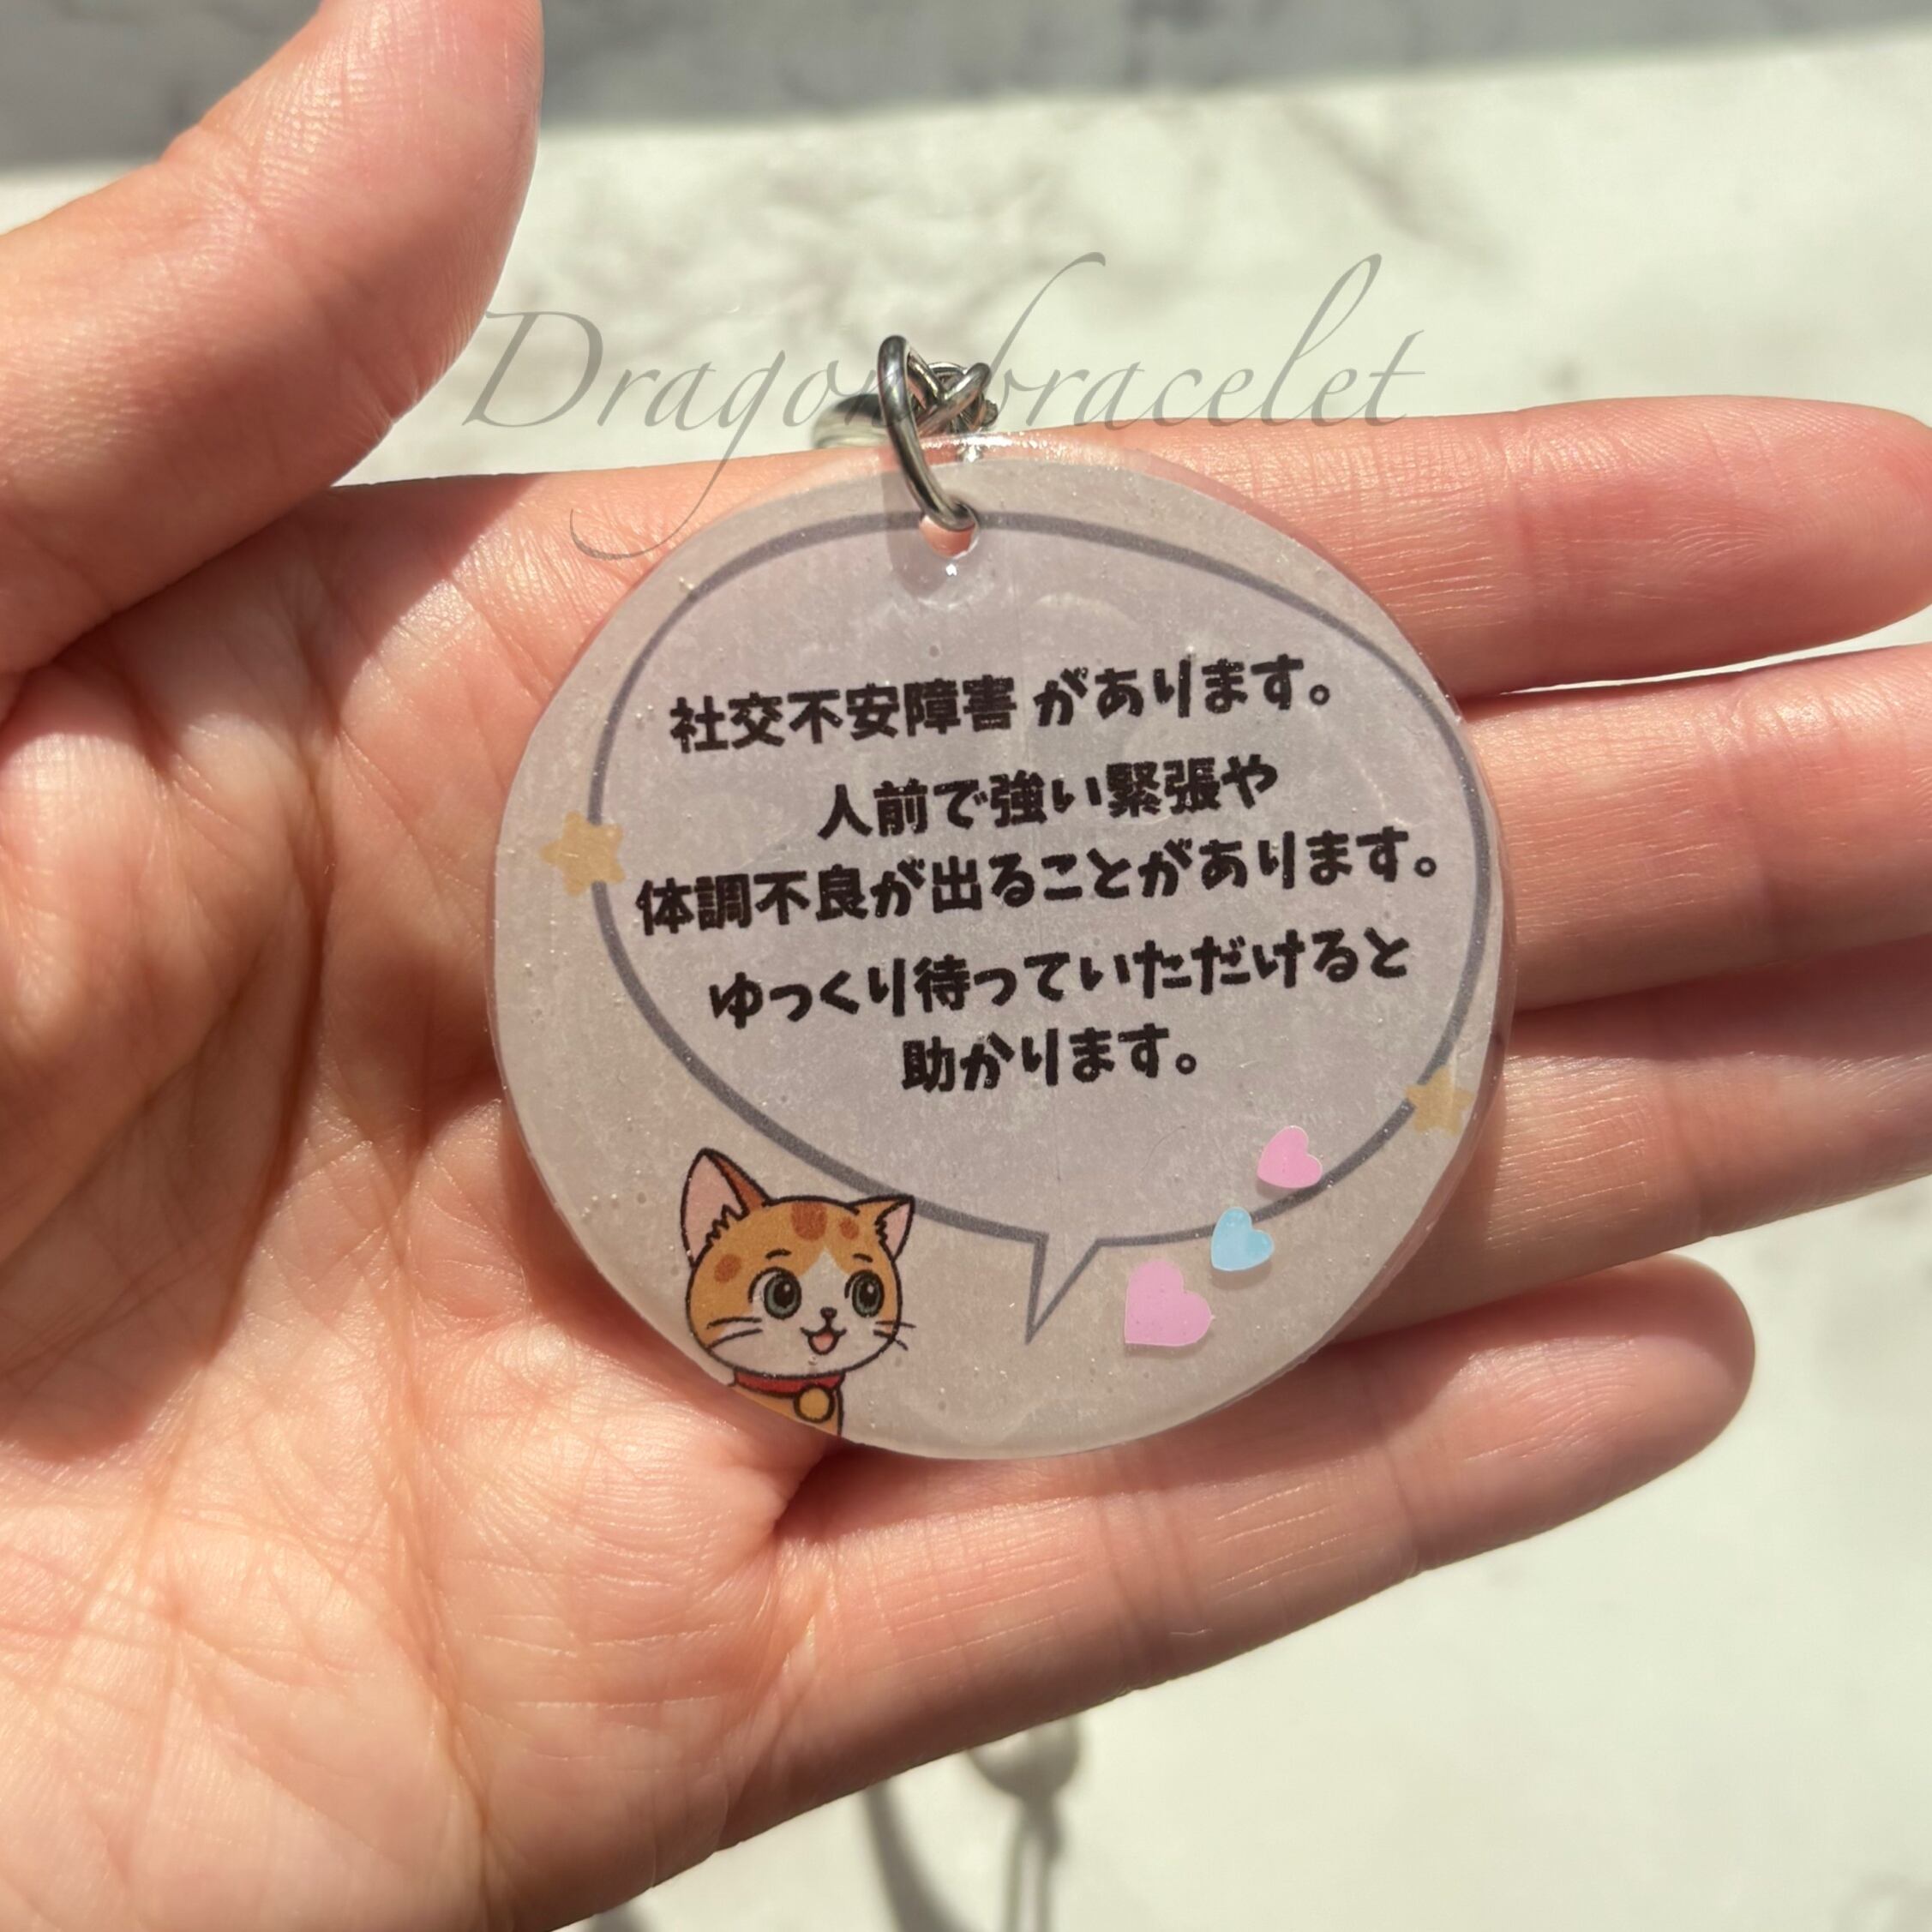 Dragon bracelet
社交不安障害 があります。
人前で強い緊張や
体調不良が出ることがあります。
ゆっくり待っていただけると
助かります。